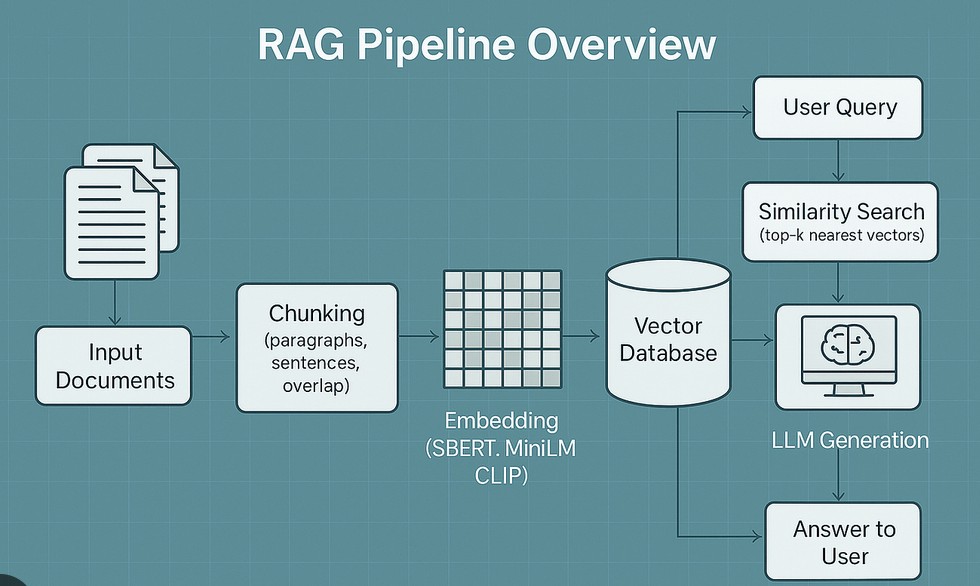 RAG Pipeline Overview
Input
Documents
Chunking
(paragraphs,
sentences,
overlap)
Embedding
(SBERT. MiniLM
CLIP)
Vector
Database
User Query
Similarity Search
(top-k nearest vectors)
LLM Generation
Answer to
User